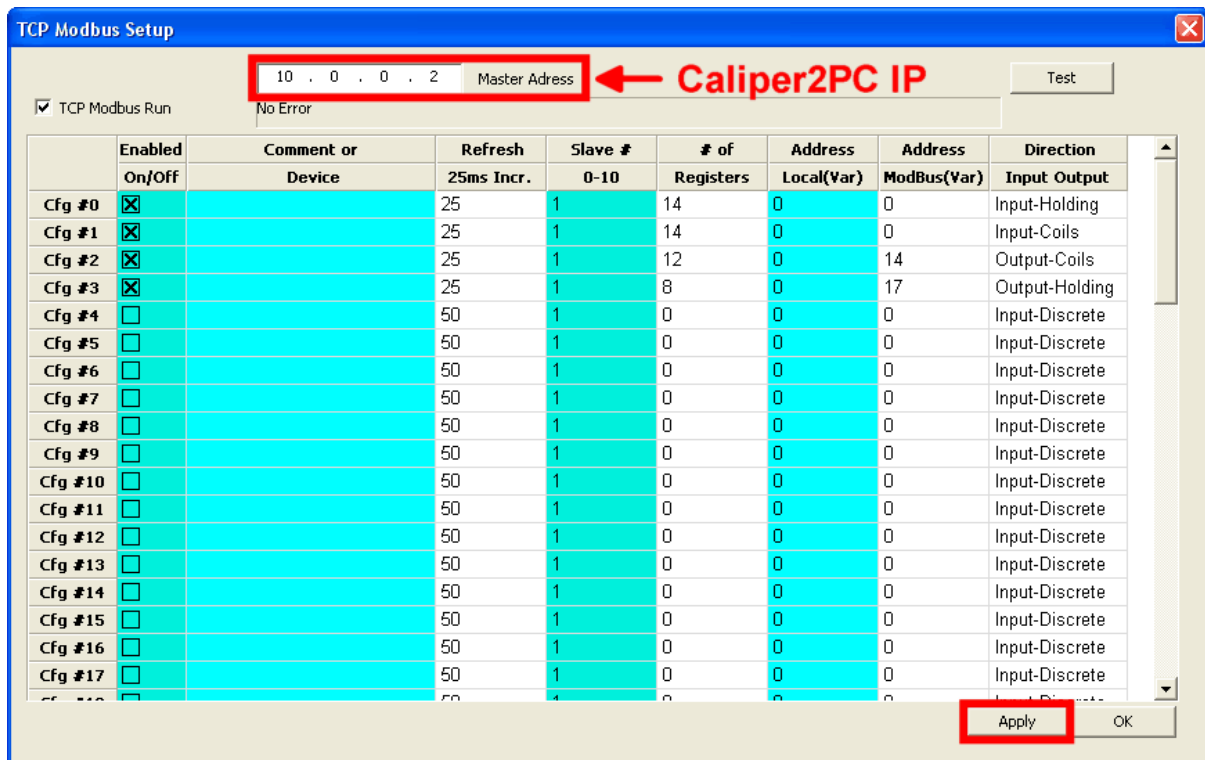 TCP Modbus Setup
10 . 0 . 0 . 2 Master Adress Caliper2PC IP Test
TCP Modbus Run No Error
Enabled Comment or Refresh Slave # # of Address Address Direction
On/Off Device 25ms Incr. 0-10 Registers Local(Var) ModBus(Var) Input Output
Cfg #0 25 1 14 0 0 Input-Holding
Cfg #1 25 1 14 0 0 Input-Coils
Cfg #2 25 1 12 0 14 Output-Coils
Cfg #3 25 1 8 0 17 Output-Holding
Cfg #4 50 1 0 0 0 Input-Discrete
Cfg #5 50 1 0 0 0 Input-Discrete
Cfg #6 50 1 0 0 0 Input-Discrete
Cfg #7 50 1 0 0 0 Input-Discrete
Cfg #8 50 1 0 0 0 Input-Discrete
Cfg #9 50 1 0 0 0 Input-Discrete
Cfg #10 50 1 0 0 0 Input-Discrete
Cfg #11 50 1 0 0 0 Input-Discrete
Cfg #12 50 1 0 0 0 Input-Discrete
Cfg #13 50 1 0 0 0 Input-Discrete
Cfg #14 50 1 0 0 0 Input-Discrete
Cfg #15 50 1 0 0 0 Input-Discrete
Cfg #16 50 1 0 0 0 Input-Discrete
Cfg #17 50 1 0 0 0 Input-Discrete
Apply OK